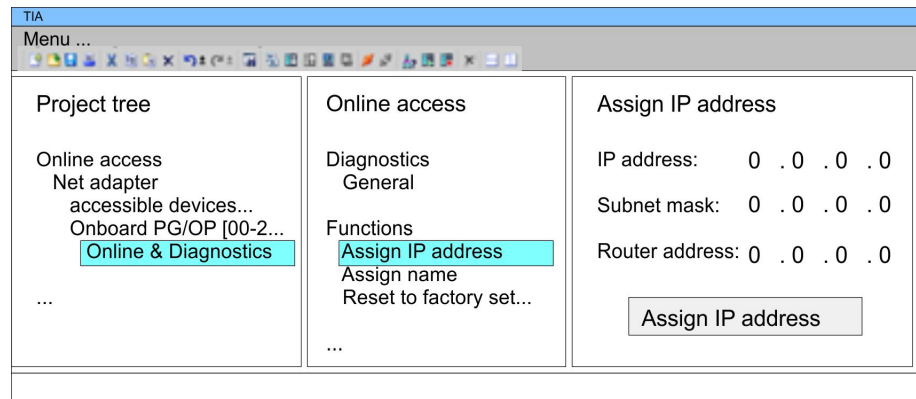 TIA
Menu ...
Project tree
Online access
Net adapter
accessible devices...
Onboard PG/OP [00-2...
Online & Diagnostics
...
Online access
Diagnostics
General
Functions
Assign IP address
Assign name
Reset to factory set...
...
Assign IP address
IP address: 0 .0 .0 .0
Subnet mask: 0 .0 .0 .0
Router address: 0 .0 .0 .0
Assign IP address